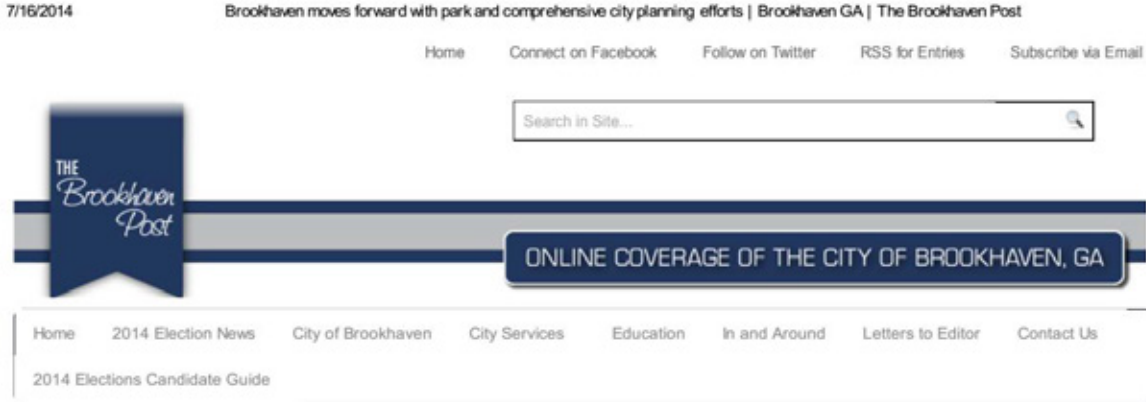 7/16/2014 Brookhaven moves forward with park and comprehensive city planning efforts | Brookhaven GA | The Brookhaven Post
Home Connect on Facebook Follow on Twitter RSS for Entries Subscribe via Email
Search in Site...
THE
Brookhaven
Post
ONLINE COVERAGE OF THE CITY OF BROOKHAVEN, GA
Home 2014 Election News City of Brookhaven City Services Education In and Around Letters to Editor Contact Us
2014 Elections Candidate Guide